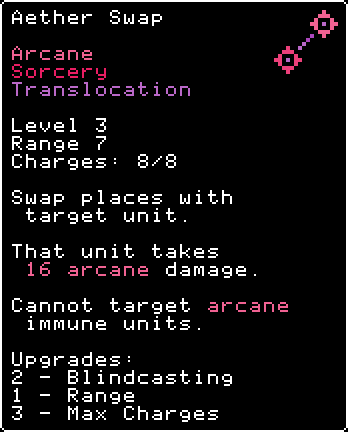 Aether Swap
Arcane
Sorcery
Translocation
Level 3
Range 7
Charges: 8/8
Swap places with
target unit.
That unit takes
16 arcane damage.
Cannot target arcane
immune units.
Upgrades:
2 - Blindcasting
1 - Range
3 - Max Charges